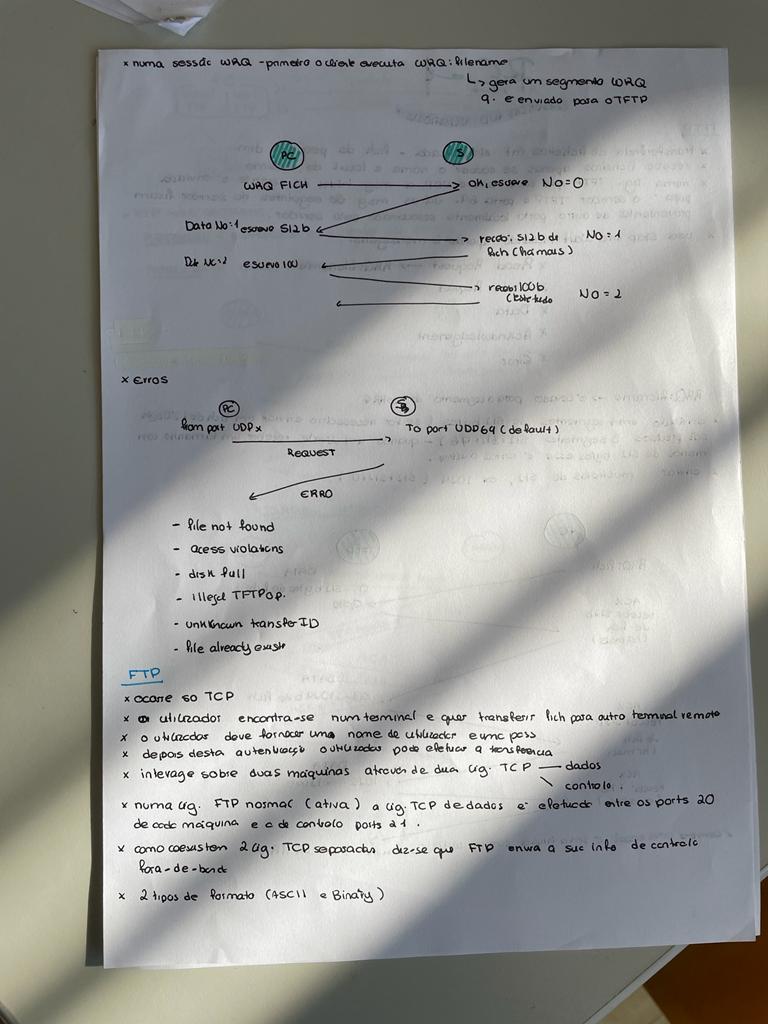 x numa sessão WRQ - primeiro o cliente executa WRQ: filename
↳ gera um segmento WRQ
q. é enviado para o TFTP
PC S
WRQ FICH ok, escreve No=0
Data No:1 escrevo 512b
recebi 512b de No=1
fich (há mais)
No:2 escrevo 100
recebi 100b
(este tudo No=2
x Erros
PC S
from port UDP x To port UDP69 (default)
REQUEST
ERRO
- file not found
- acess violations
- disk full
- illegal TFTP op.
- unknown transfer ID
- file already exists
FTP
x ocorre só TCP
x utilizador encontra-se num terminal e quer transferir fich para outro terminal remoto
x o utilizador deve fornecer uma nome de utilizador e uma pass
x depois desta autenticação o utilizador pode efetuar a transferência
x interage sobre duas máquinas através de duas lig. TCP — dados
controlo.
x numa lig. FTP normal (ativa) a lig. TCP de dados é efetuada entre os ports 20
de cada máquina e a de controlo ports 21.
x como coexistem 2 lig. TCP separadas diz-se que FTP envia a sua info de controlo
fora-de-banda
x 2 tipos de formato (ASCII e Binary)